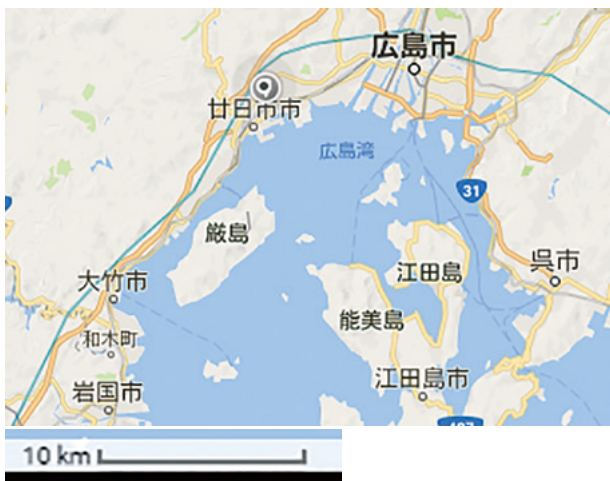 広島市
廿日市市
広島湾
31
厳島
呉市
江田島
大竹市
能美島
和木町
江田島市
岩国市
487
10 km